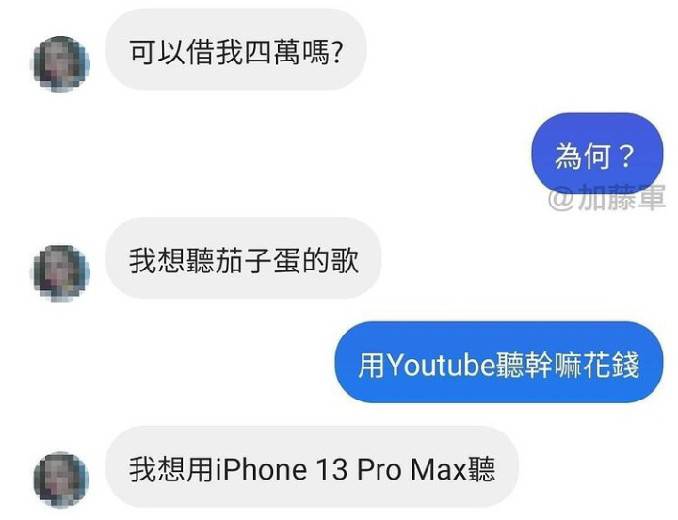 可以借我四萬嗎?
為何？
@加藤軍
我想聽茄子蛋的歌
用Youtube聽幹嘛花錢
我想用iPhone 13 Pro Max聽